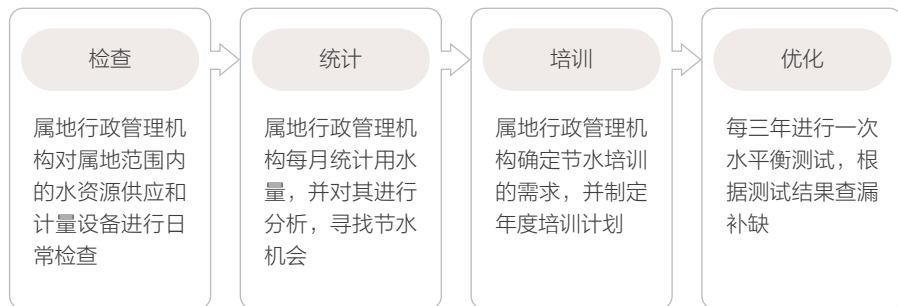 检查
属地行政管理机
构对属地范围内
的水资源供应和
计量设备进行日
常检查
统计
属地行政管理机
构每月统计用水
量，并对其进行
分析，寻找节水
机会
培训
属地行政管理机
构确定节水培训
的需求，并制定
年度培训计划
优化
每三年进行一次
水平衡测试，根
据测试结果查漏
补缺